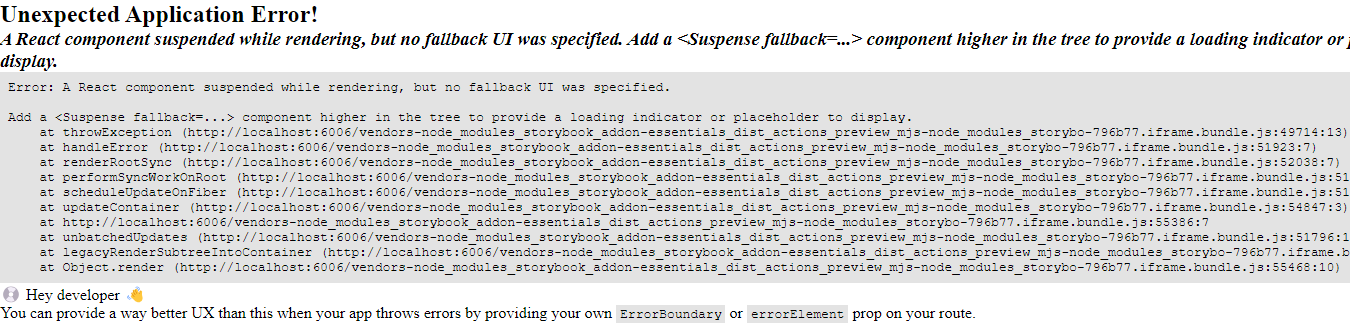 Unexpected Application Error!
A React component suspended while rendering, but no fallback UI was specified. Add a <Suspense fallback=...> component higher in the tree to provide a loading indicator or
display.
Error: A React component suspended while rendering, but no fallback UI was specified.
Add a <Suspense fallback=...> component higher in the tree to provide a loading indicator or placeholder to display.
at throwException (http://localhost:6006/vendors-node_modules_storybook_addon-essentials_dist_actions_preview_mjs-node_modules_storybo-796b77.iframe.bundle.js:49714:13)
at handleError (http://localhost:6006/vendors-node_modules_storybook_addon-essentials_dist_actions_preview_mjs-node_modules_storybo-796b77.iframe.bundle.js:51923:7)
at renderRootSync (http://localhost:6006/vendors-node_modules_storybook_addon-essentials_dist_actions_preview_mjs-node_modules_storybo-796b77.iframe.bundle.js:52038:7)
at performSyncWorkOnRoot (http://localhost:6006/vendors-node_modules_storybook_addon-essentials_dist_actions_preview_mjs-node_modules_storybo-796b77.iframe.bundle.js:51
at scheduleUpdateOnFiber (http://localhost:6006/vendors-node_modules_storybook_addon-essentials_dist_actions_preview_mjs-node_modules_storybo-796b77.iframe.bundle.js:51
at updateContainer (http://localhost:6006/vendors-node_modules_storybook_addon-essentials_dist_actions_preview_mjs-node_modules_storybo-796b77.iframe.bundle.js:54847:3)
at http://localhost:6006/vendors-node_modules_storybook_addon-essentials_dist_actions_preview_mjs-node_modules_storybo-796b77.iframe.bundle.js:55386:7
at unbatchedUpdates (http://localhost:6006/vendors-node_modules_storybook_addon-essentials_dist_actions_preview_mjs-node_modules_storybo-796b77.iframe.bundle.js:51796:1
at legacyRenderSubtreeIntoContainer (http://localhost:6006/vendors-node_modules_storybook_addon-essentials_dist_actions_preview_mjs-node_modules_storybo-796b77.iframe.b
at Object.render (http://localhost:6006/vendors-node_modules_storybook_addon-essentials_dist_actions_preview_mjs-node_modules_storybo-796b77.iframe.bundle.js:55468:10)
Hey developer 👋
You can provide a way better UX than this when your app throws errors by providing your own ErrorBoundary or errorElement prop on your route.